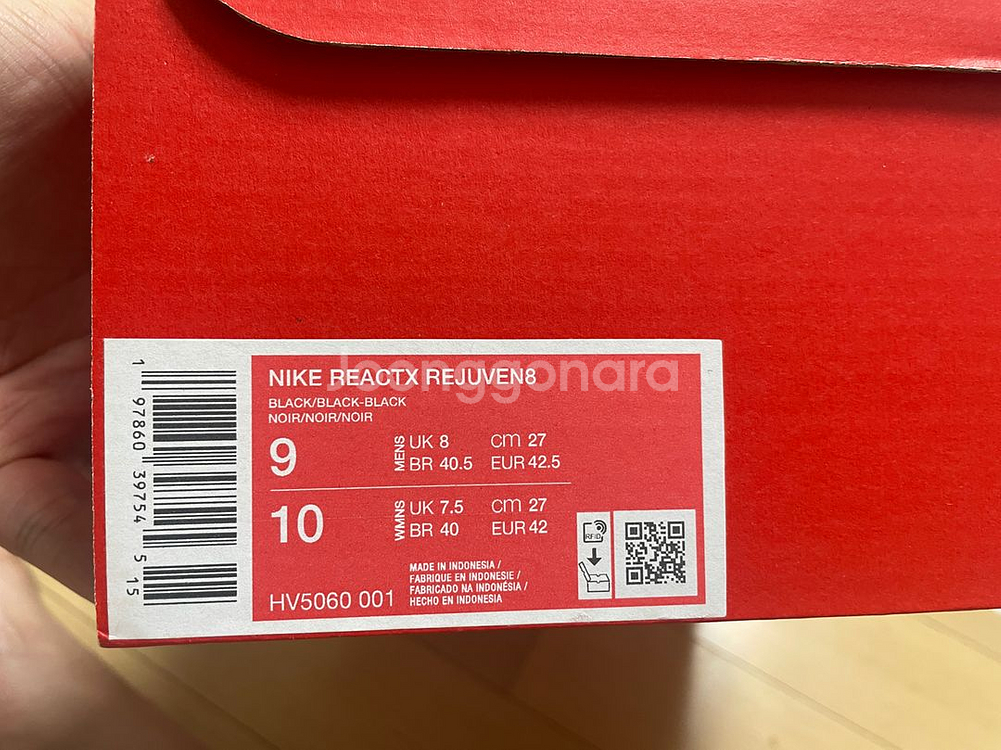 Joonggonara
NIKE REACTX REJUVEN8
BLACK/BLACK-BLACK
NOIR/NOIR/NOIR
9 MENS UK 8 cm 27
BR 40.5 EUR 42.5
10 WMNS UK 7.5 cm 27
BR 40 EUR 42
HV5060 001
MADE IN INDONESIA /
FABRIQUE EN INDONESIE /
FABRICADO NA INDONÉSIA /
HECHO EN INDONESIA
RFID
1 97860 39754 5 15